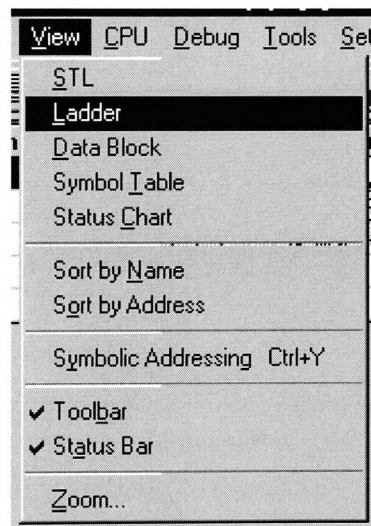 View CPU Debug Tools Set
STL
Ladder
Data Block
Symbol Table
Status Chart
Sort by Name
Sort by Address
Symbolic Addressing Ctrl+Y
Toolbar
Status Bar
Zoom...